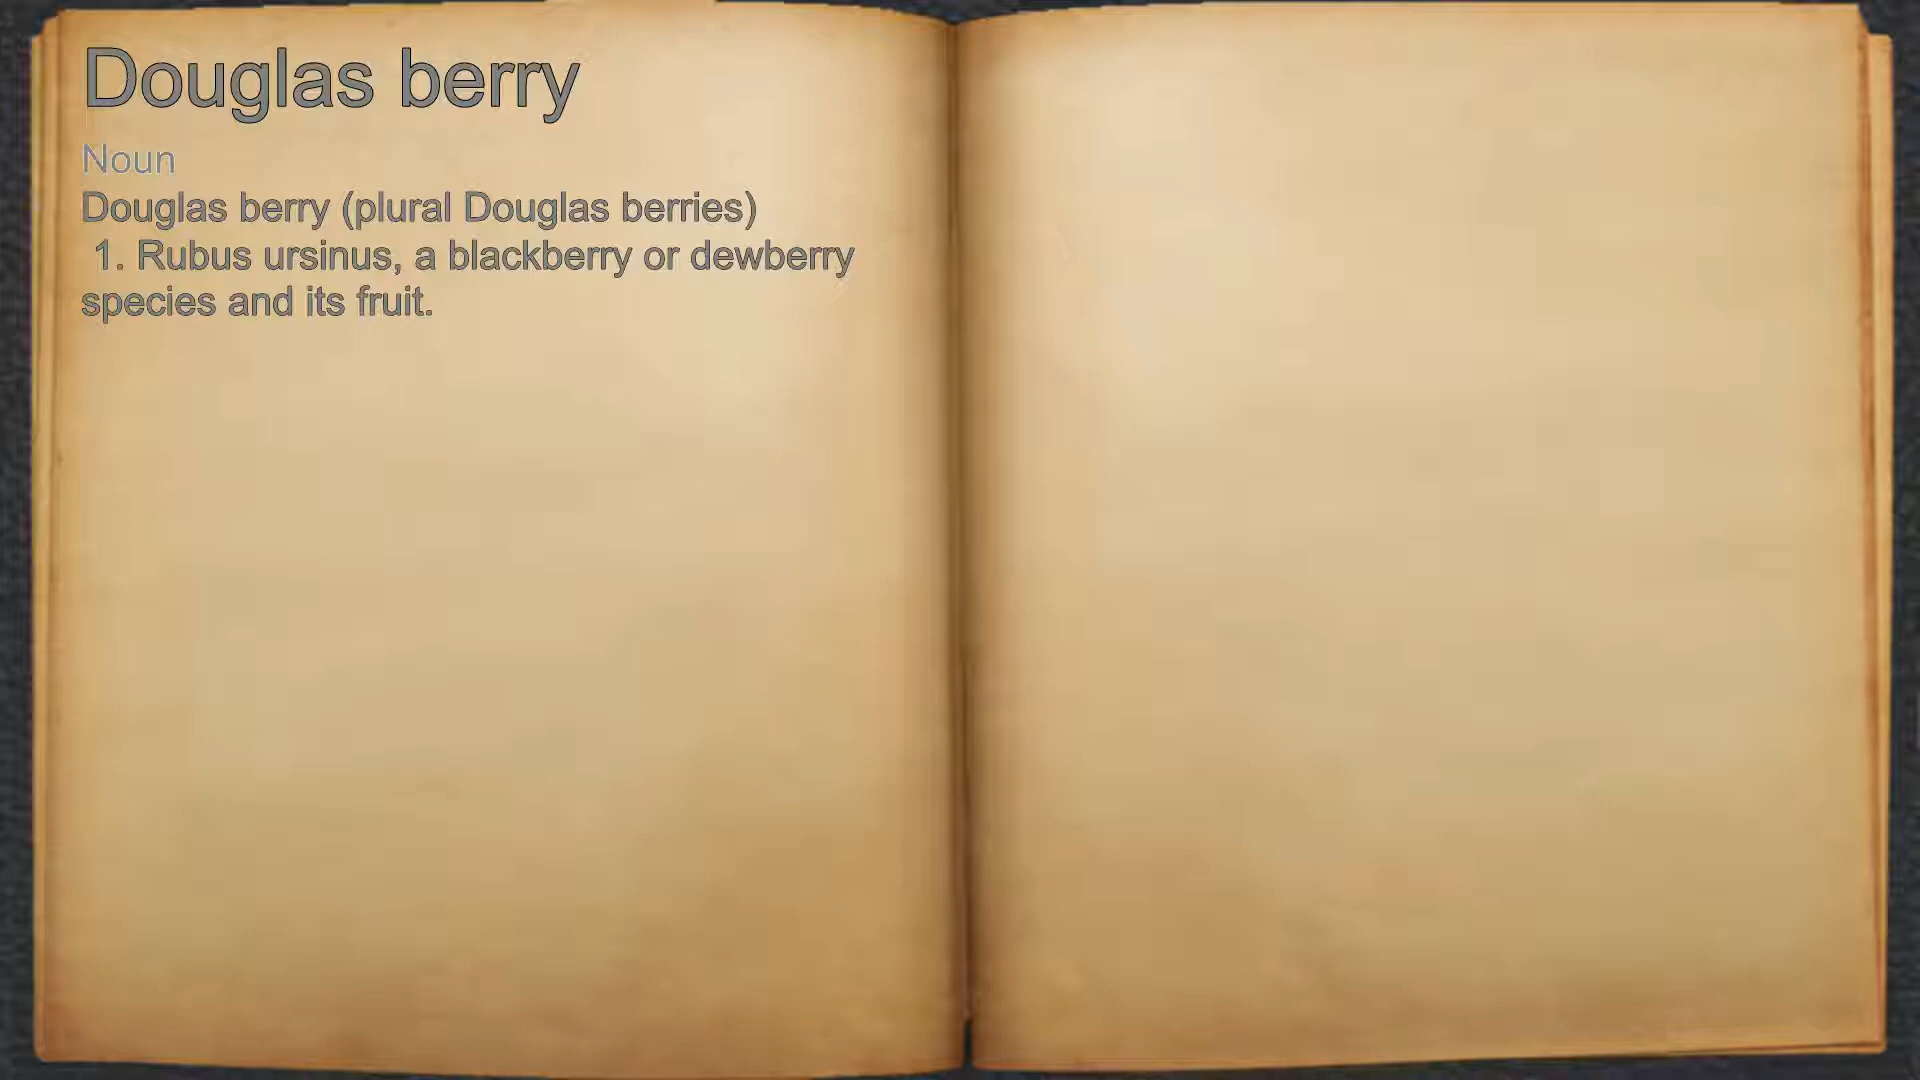 Douglas berry
Noun
Douglas berry (plural Douglas berries)
1. Rubus ursinus, a blackberry or dewberry
species and its fruit.